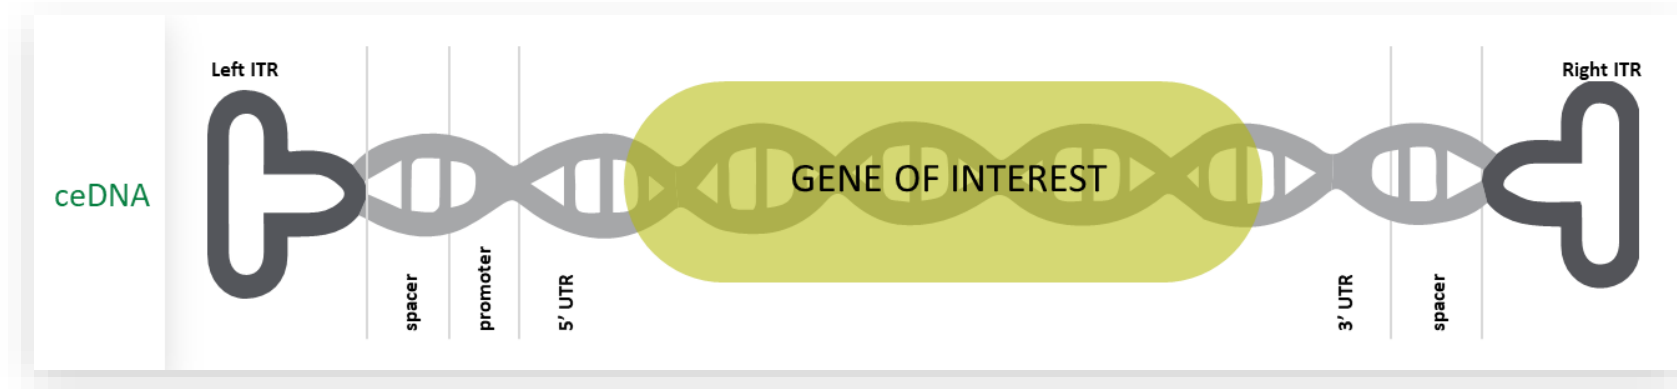 Left ITR
Right ITR
ceDNA
GENE OF INTEREST
spacer
promoter
5’ UTR
3’ UTR
spacer